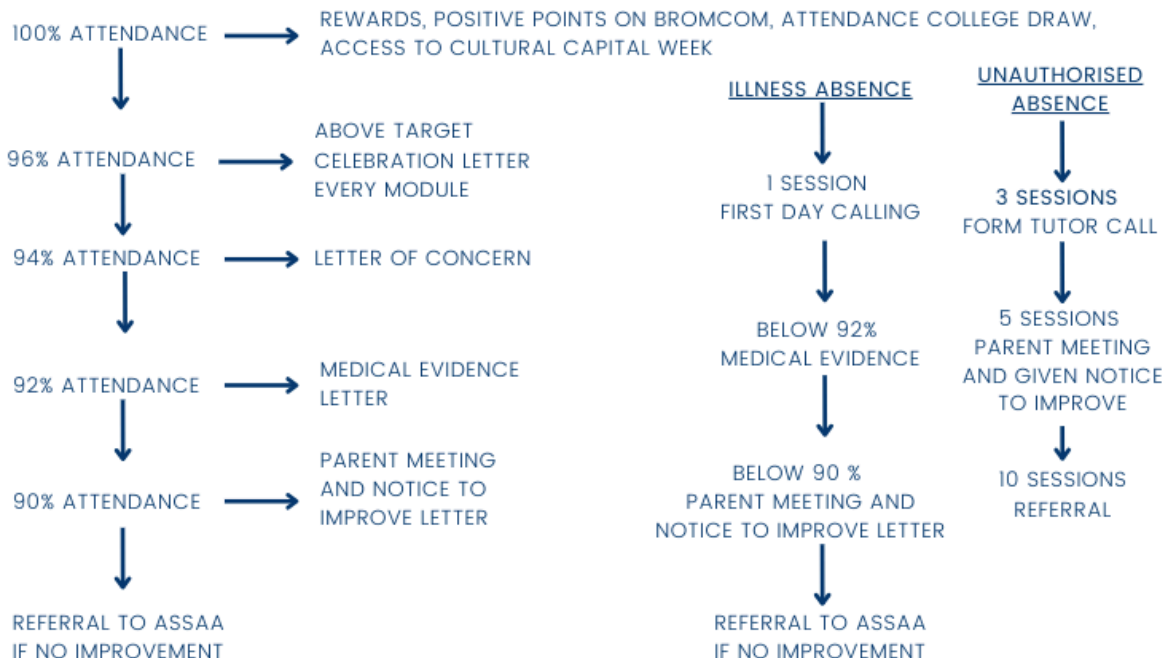 100% ATTENDANCE
REWARDS, POSITIVE POINTS ON BROMCOM, ATTENDANCE COLLEGE DRAW,
ACCESS TO CULTURAL CAPITAL WEEK
96% ATTENDANCE
ABOVE TARGET
CELEBRATION LETTER
EVERY MODULE
94% ATTENDANCE
LETTER OF CONCERN
92% ATTENDANCE
MEDICAL EVIDENCE
LETTER
90% ATTENDANCE
PARENT MEETING
AND NOTICE TO
IMPROVE LETTER
REFERRAL TO ASSAA
IF NO IMPROVEMENT
ILLNESS ABSENCE
1 SESSION
FIRST DAY CALLING
BELOW 92%
MEDICAL EVIDENCE
BELOW 90 %
PARENT MEETING AND
NOTICE TO IMPROVE LETTER
REFERRAL TO ASSAA
IF NO IMPROVEMENT
UNAUTHORISED
ABSENCE
3 SESSIONS
FORM TUTOR CALL
5 SESSIONS
PARENT MEETING
AND GIVEN NOTICE
TO IMPROVE
10 SESSIONS
REFERRAL